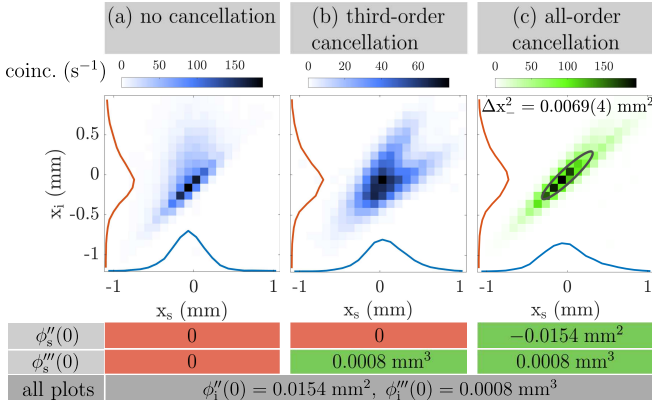 (a) no cancellation (b) third-order (c) all-order
cancellation cancellation
coinc. (s⁻¹)
0 50 100 150 0 20 40 60 0 50 100 150
Δx₋² = 0.0069(4) mm²
0.5
0
-0.5
-1
xᵢ (mm)
-1 0 1 -1 0 1 -1 0 1
xₛ (mm) xₛ (mm) xₛ (mm)
ϕₛ″(0) 0 0 −0.0154 mm²
ϕₛ‴(0) 0 0.0008 mm³ 0.0008 mm³
all plots ϕᵢ″(0) = 0.0154 mm², ϕᵢ‴(0) = 0.0008 mm³